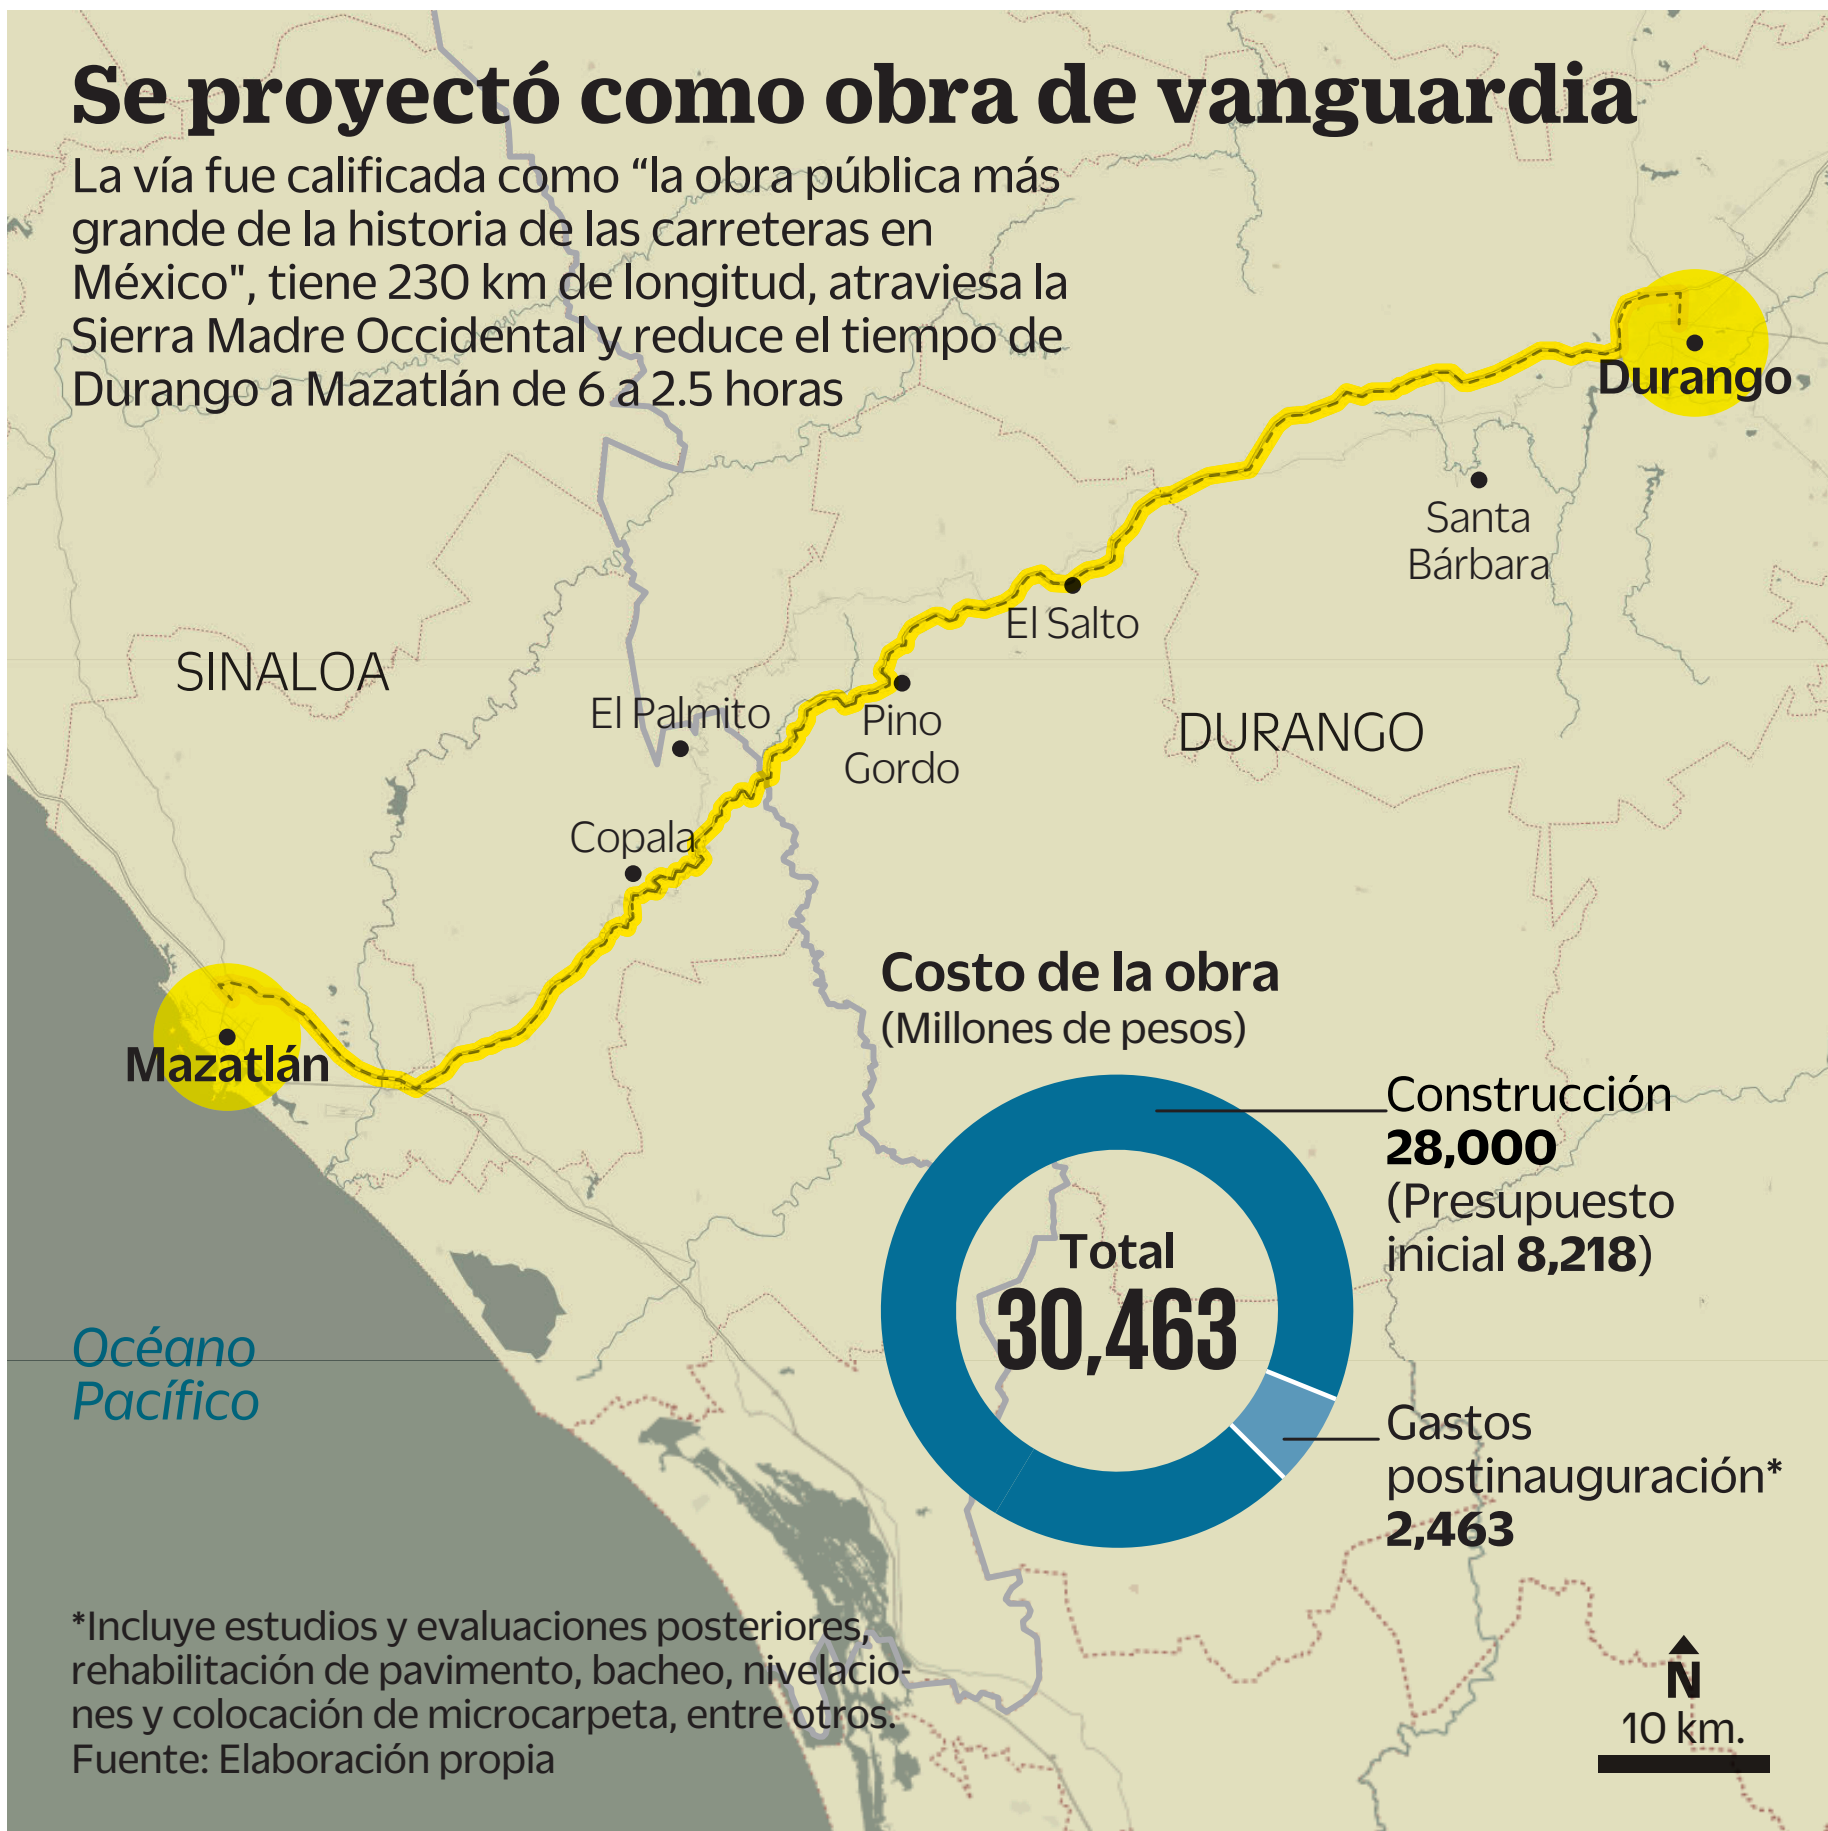 Se proyectó como obra de vanguardia
La vía fue calificada como “la obra pública más
grande de la historia de las carreteras en
México", tiene 230 km de longitud, atraviesa la
Sierra Madre Occidental y reduce el tiempo de
Durango a Mazatlán de 6 a 2.5 horas
Durango
Santa
Bárbara
El Salto
SINALOA
El Palmito
Pino
Gordo
DURANGO
Copala
Mazatlán
Costo de la obra
(Millones de pesos)
Construcción
28,000
(Presupuesto
inicial 8,218)
Total
30,463
Gastos
postinauguración*
2,463
Océano
Pacífico
*Incluye estudios y evaluaciones posteriores,
rehabilitación de pavimento, bacheo, nivelacio-
nes y colocación de microcarpeta, entre otros.
Fuente: Elaboración propia
N
10 km.